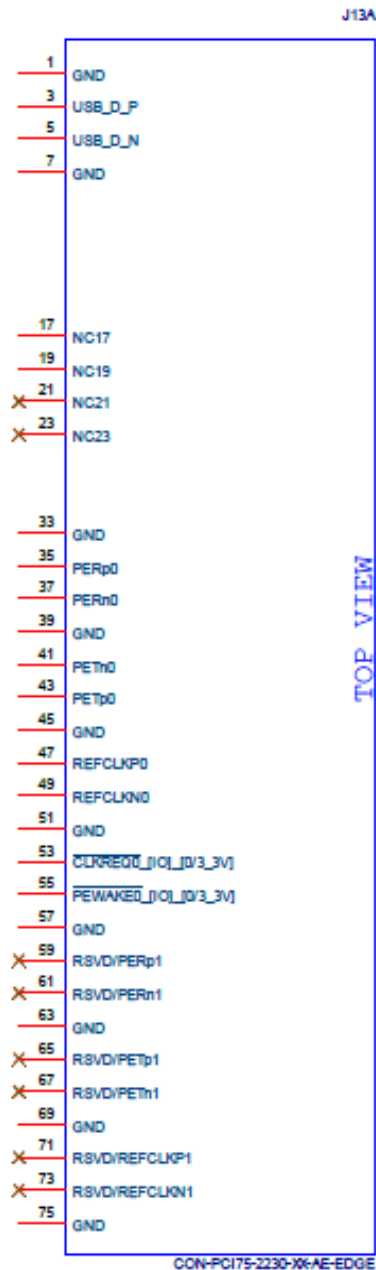 J13A
1 GND
3 USB_D_P
5 USB_D_N
7 GND
17 NC17
19 NC19
21 NC21
23 NC23
33 GND
35 PERp0
37 PERn0
39 GND
41 PETn0
43 PETp0
45 GND
47 REFCLKP0
49 REFCLKN0
51 GND
53 CLKREQ0_[IO]_[0/3_3V]
55 PEWAKE0_[IO]_[0/3_3V]
57 GND
59 RSVD/PERp1
61 RSVD/PERn1
63 GND
65 RSVD/PETp1
67 RSVD/PETn1
69 GND
71 RSVD/REFCLKP1
73 RSVD/REFCLKN1
75 GND
TOP VIEW
CON-PCI75-2230-XX-AE-EDGE